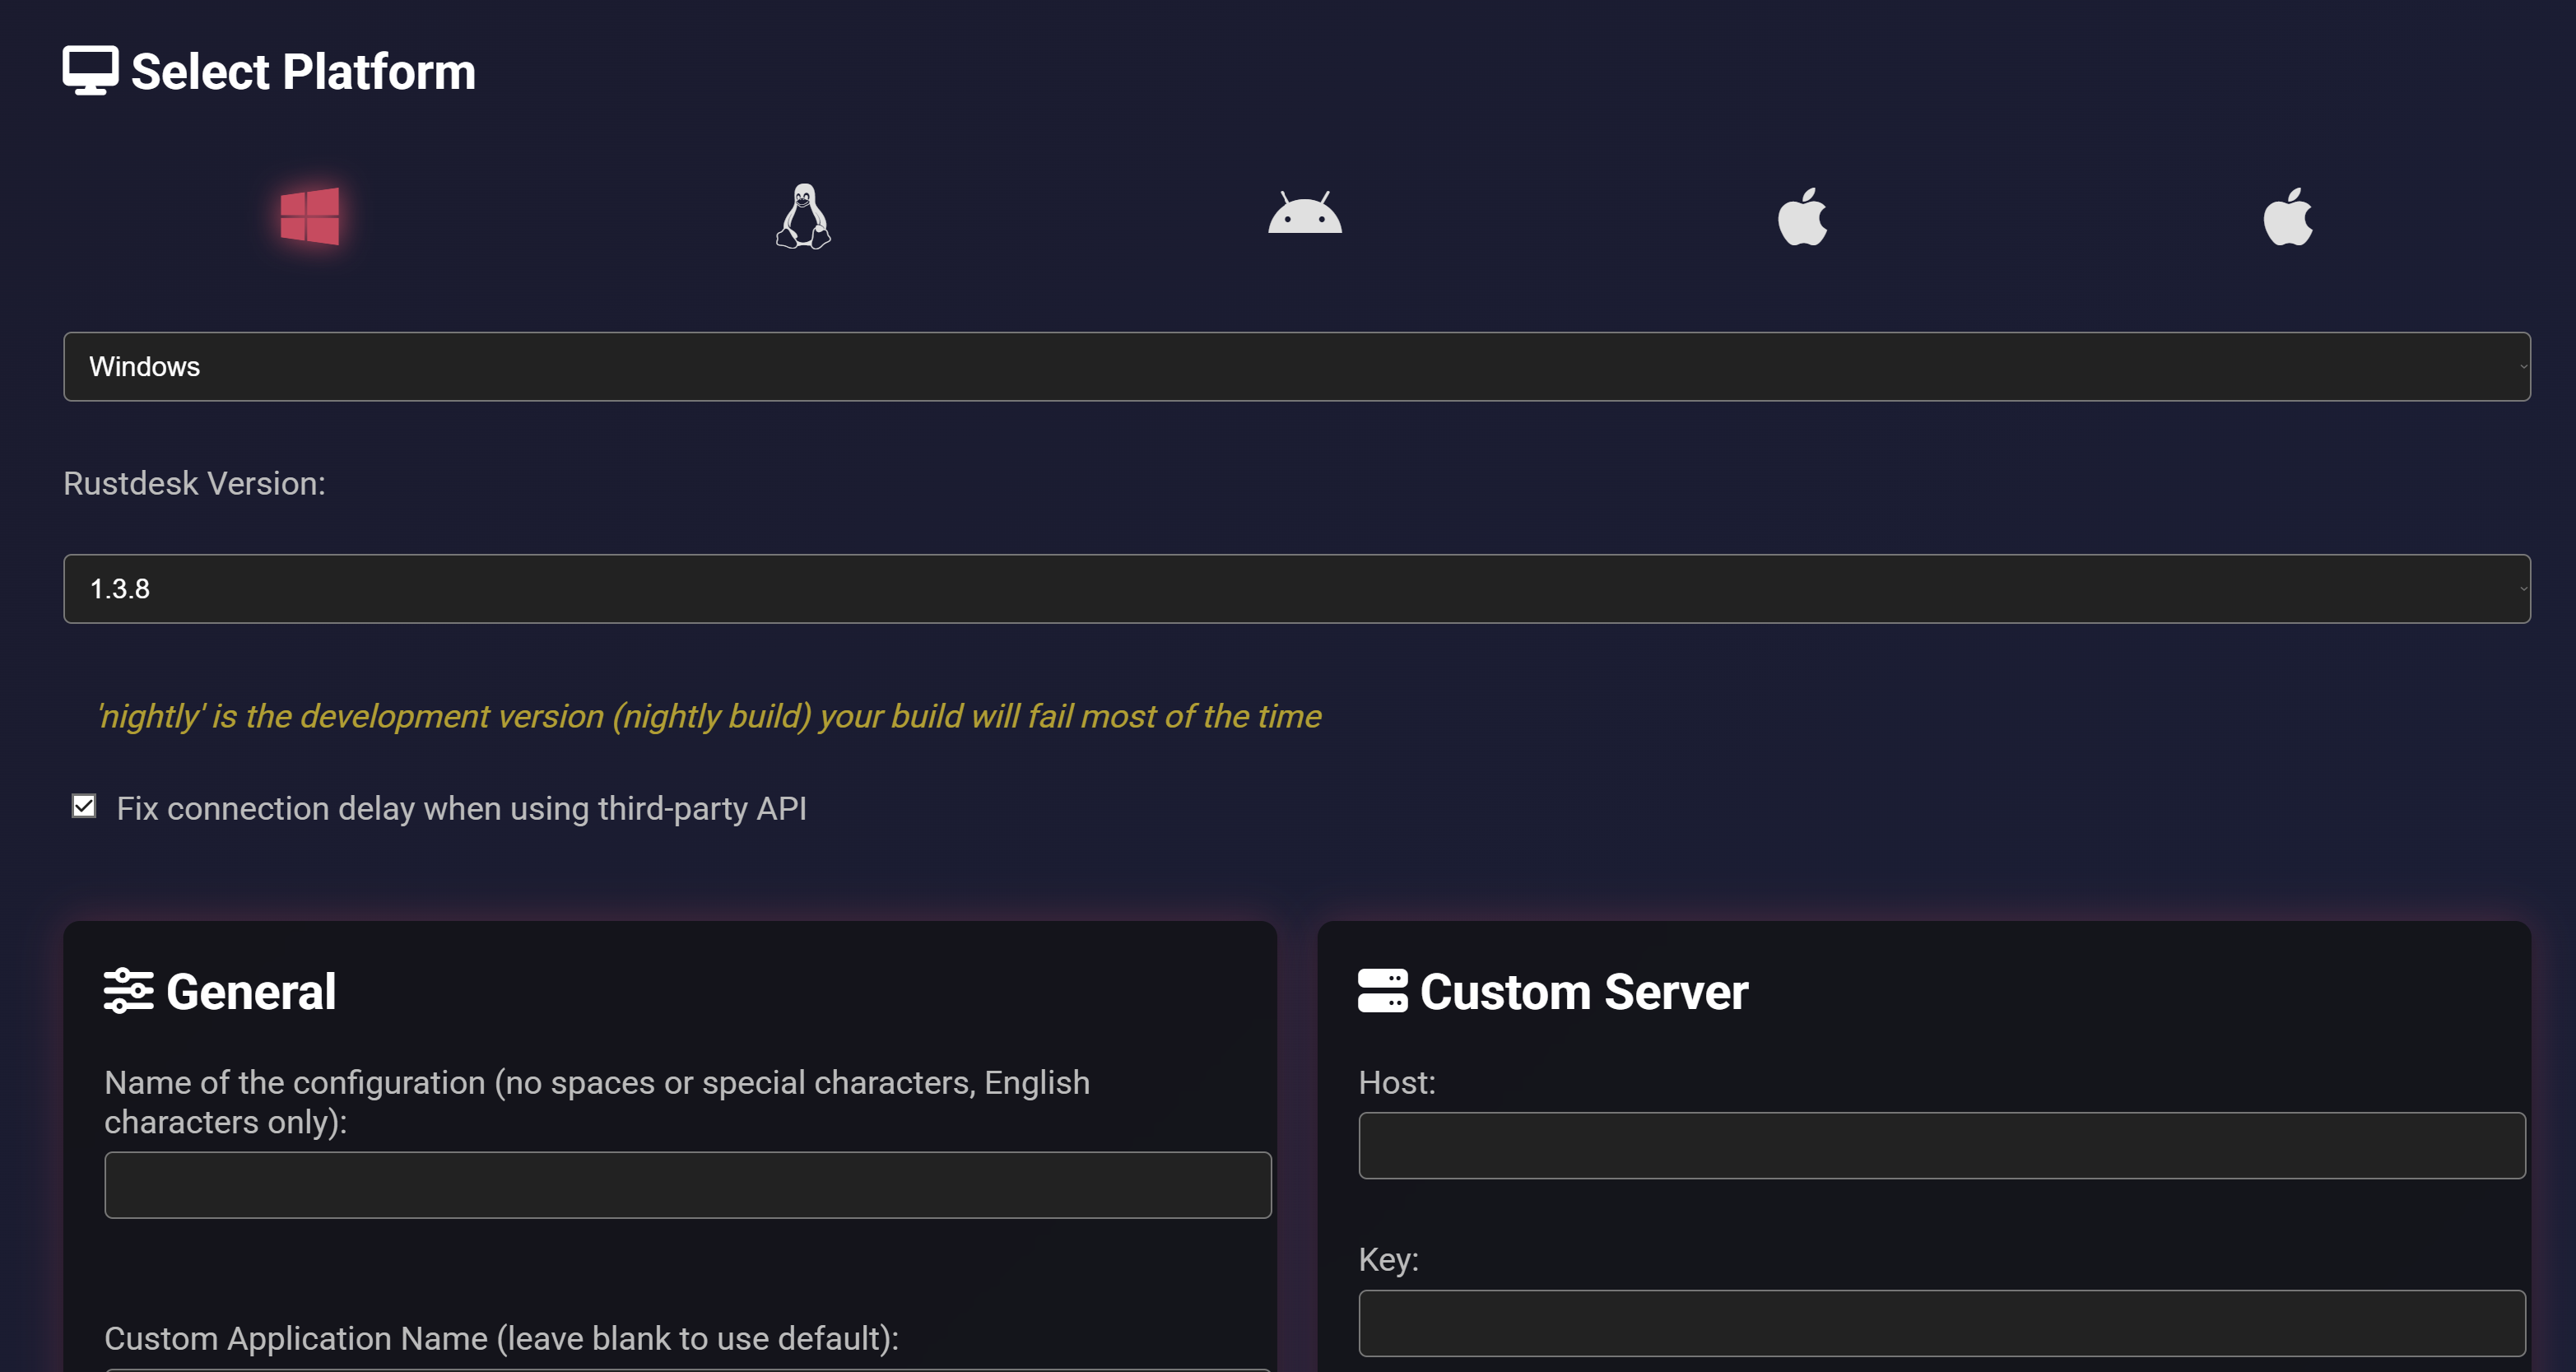 Select Platform
Windows
Rustdesk Version:
1.3.8
'nightly' is the development version (nightly build) your build will fail most of the time
Fix connection delay when using third-party API
General
Name of the configuration (no spaces or special characters, English
characters only):
Custom Application Name (leave blank to use default):
Custom Server
Host:
Key: